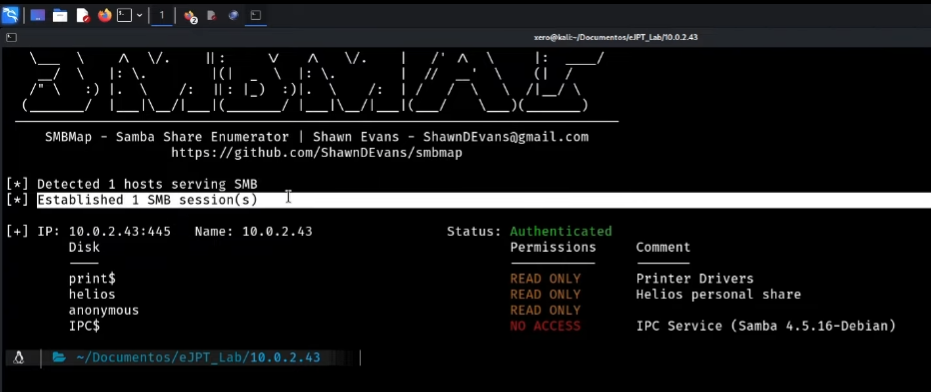 1
2
xero@kali:~/Documentos/eJPT_Lab/10.0.2.43
SMBMap - Samba Share Enumerator | Shawn Evans - ShawnDEvans@gmail.com
https://github.com/ShawnDEvans/smbmap
[*] Detected 1 hosts serving SMB
[*] Established 1 SMB session(s)
[+] IP: 10.0.2.43:445 Name: 10.0.2.43 Status: Authenticated
Disk Permissions Comment
---- ----------- -------
print$ READ ONLY Printer Drivers
helios READ ONLY Helios personal share
anonymous READ ONLY
IPC$ NO ACCESS IPC Service (Samba 4.5.16-Debian)
~/Documentos/eJPT_Lab/10.0.2.43